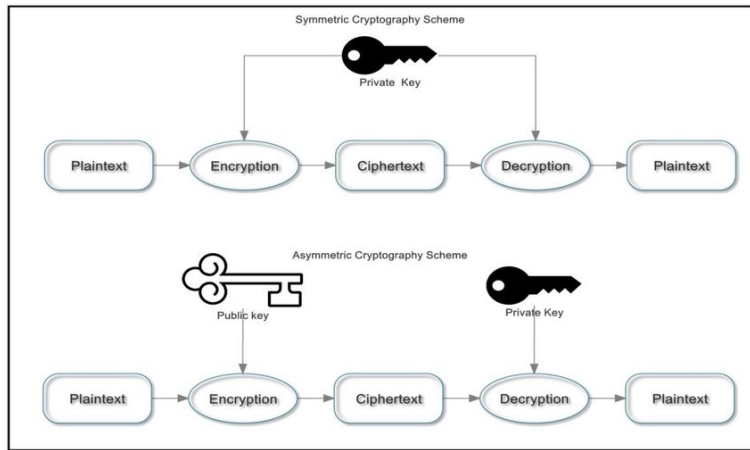 Symmetric Cryptography Scheme
Private Key
Plaintext
Encryption
Ciphertext
Decryption
Plaintext
Asymmetric Cryptography Scheme
Public key
Private Key
Plaintext
Encryption
Ciphertext
Decryption
Plaintext